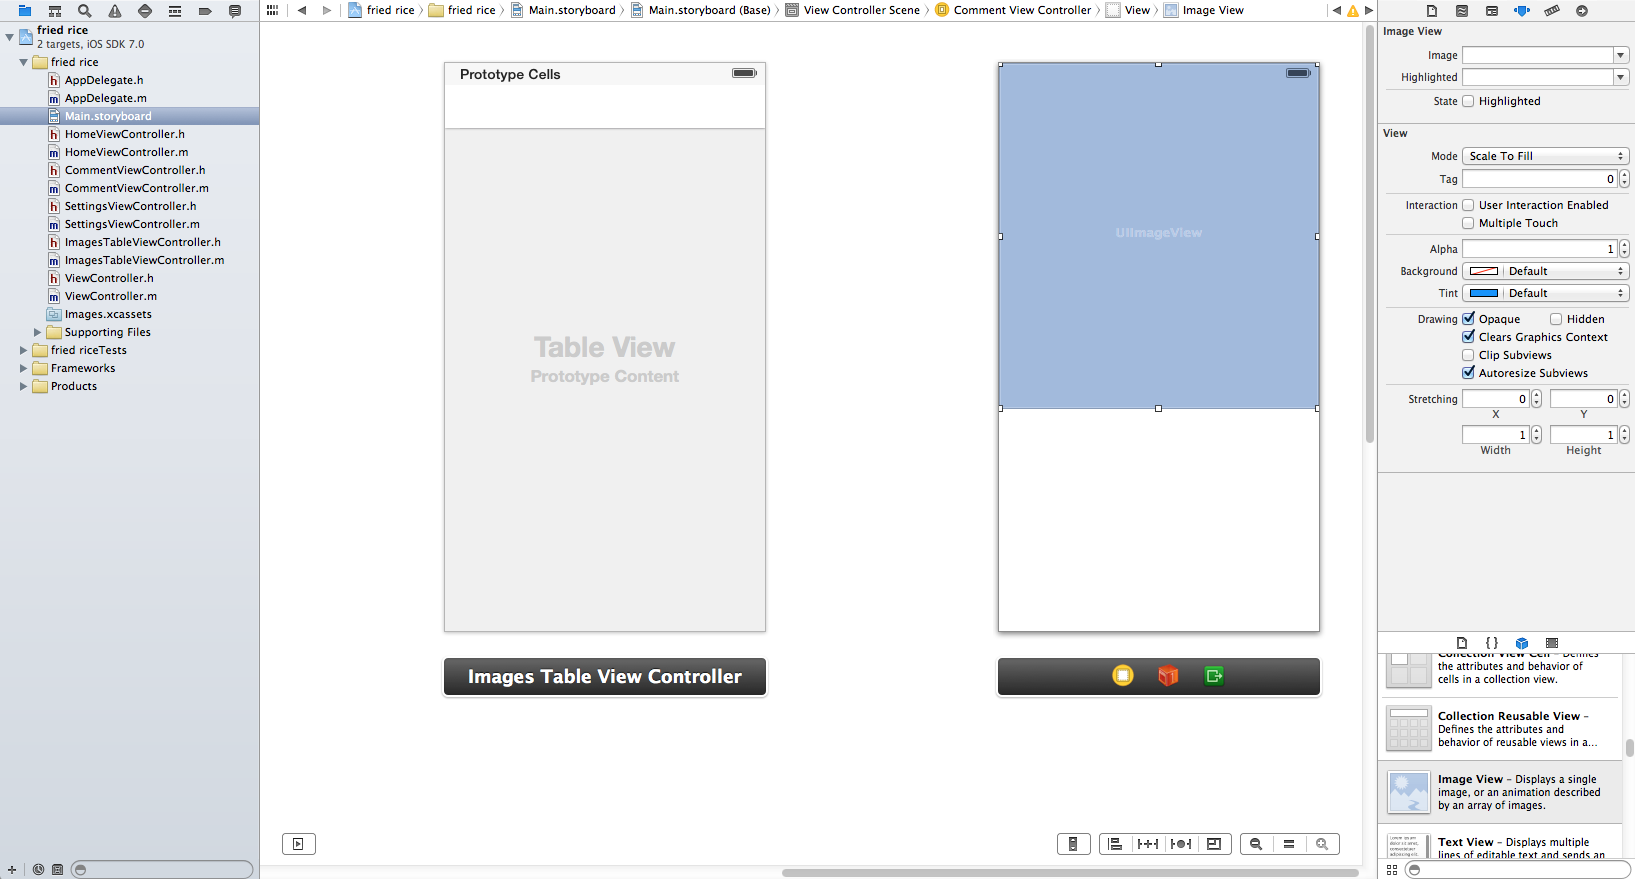 fried rice
2 targets, iOS SDK 7.0
fried rice
AppDelegate.h
AppDelegate.m
Main.storyboard
HomeViewController.h
HomeViewController.m
CommentViewController.h
CommentViewController.m
SettingsViewController.h
SettingsViewController.m
ImagesTableViewController.h
ImagesTableViewController.m
ViewController.h
ViewController.m
Images.xcassets
Supporting Files
fried riceTests
Frameworks
Products
fried rice
fried rice
Main.storyboard
Main.storyboard (Base)
View Controller Scene
Comment View Controller
View
Image View
Prototype Cells
Table View
Prototype Content
Images Table View Controller
UIImageView
Image View
Image
Highlighted
State Highlighted
View
Mode Scale To Fill
Tag 0
Interaction User Interaction Enabled
Multiple Touch
Alpha 1
Background Default
Tint Default
Drawing Opaque Hidden
Clears Graphics Context
Clip Subviews
Autoresize Subviews
Stretching 0 0
X Y
1 1
Width Height
{ }
Collection View Cell - Defines
the attributes and behavior of
cells in a collection view.
Collection Reusable View -
Defines the attributes and
behavior of reusable views in a...
Image View - Displays a single
image, or an animation described
by an array of images.
Text View - Displays multiple
lines of editable text and sends an